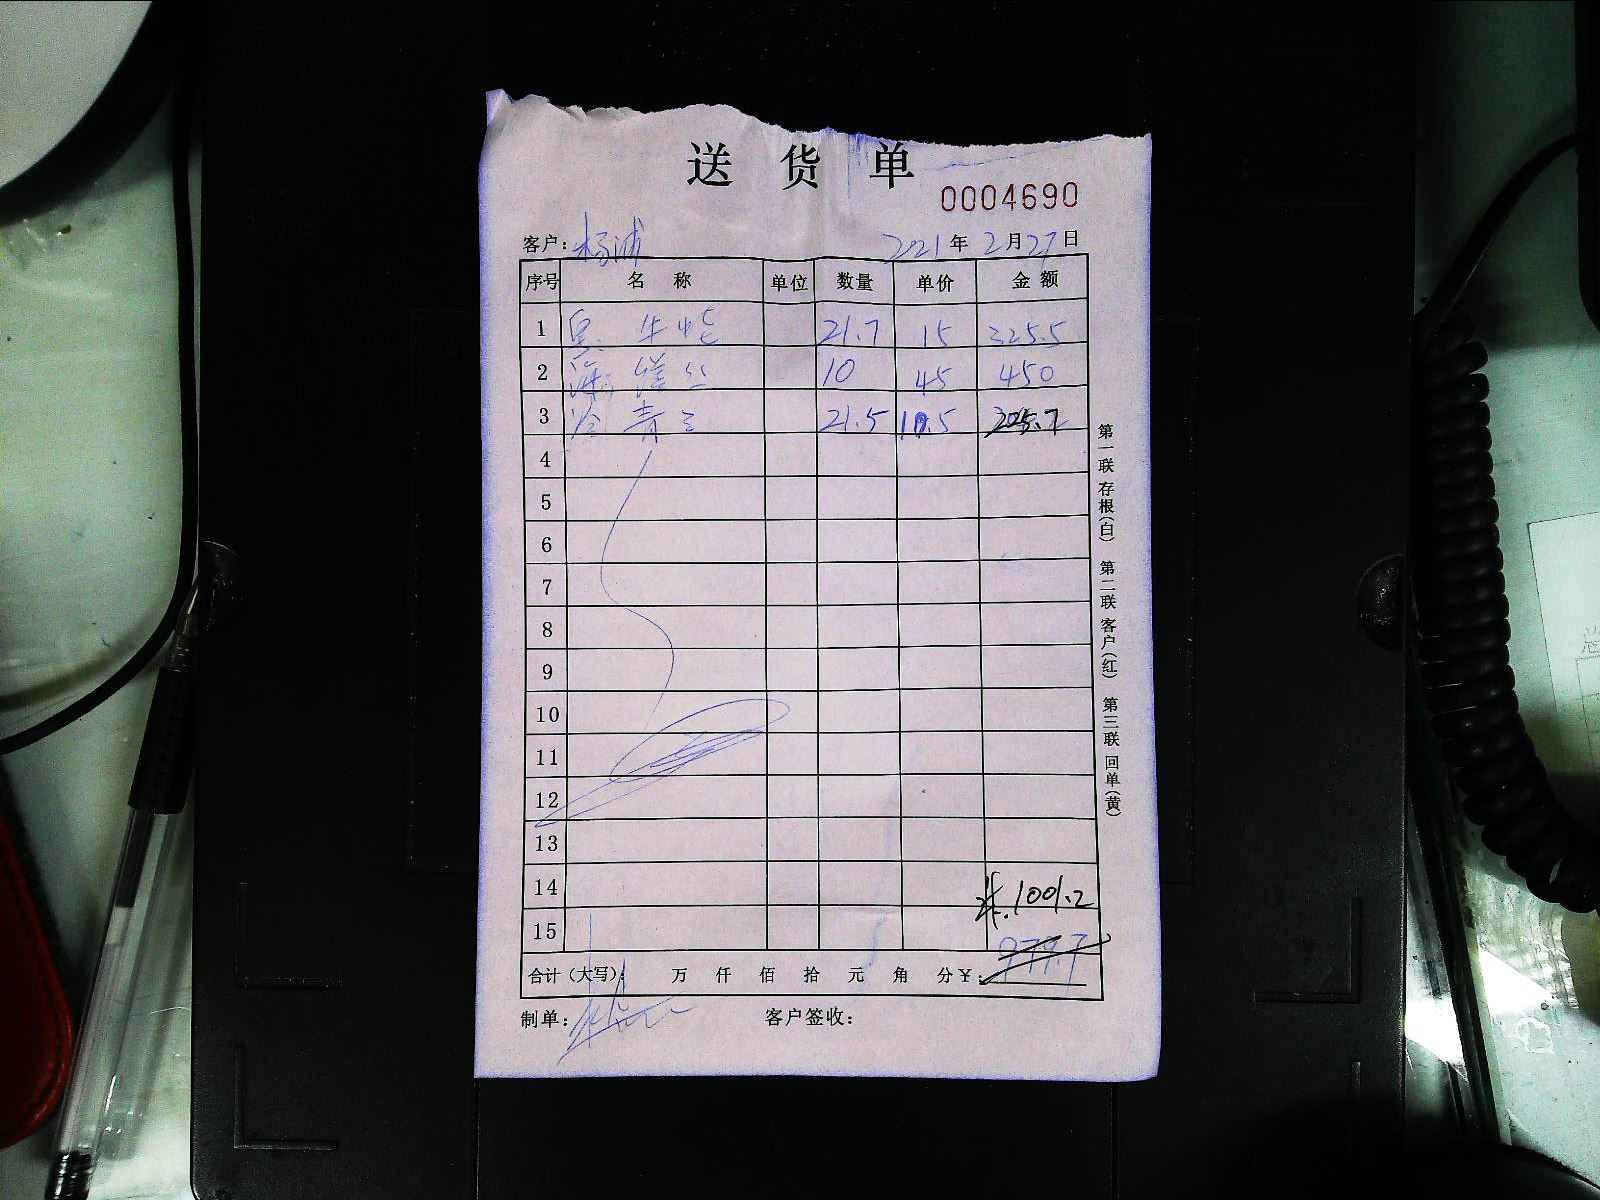 送 货 单
0004690
客户: 杨浦 2021 年 2 月 27 日
序号 名 称 单位 数量 单价 金 额
1 21.7 15 325.5
2 10 45 450
3 冷 青 21.5 10.5 225.7
4
5
6
7
8
9
10
11
12
13
14 1001.2
15 979.7
合计(大写): 万 仟 佰 拾 元 角 分 ¥:
制单: 客户签收:
第一联 存根(白) 第二联 客户(红) 第三联 回单(黄)